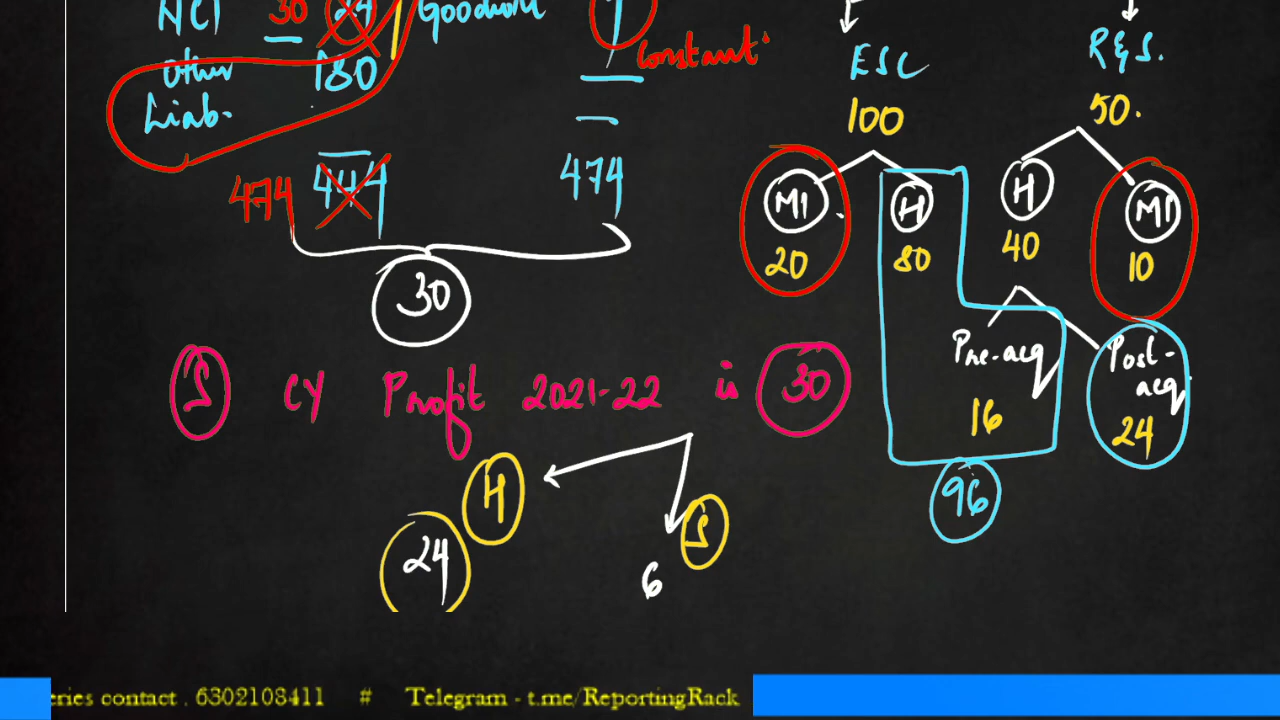 NCI 30 24 Goodwill
Other 180 Constant
Liab.
474 444 474
30
ESC R&S.
100 50.
MI H H MI
20 80 40 10
Pre-acq Post-acq
16 24
96
S CY Profit 2021-22 is 30
H S
24 6
eries contact . 6302108411 # Telegram - t.me/ReportingRack